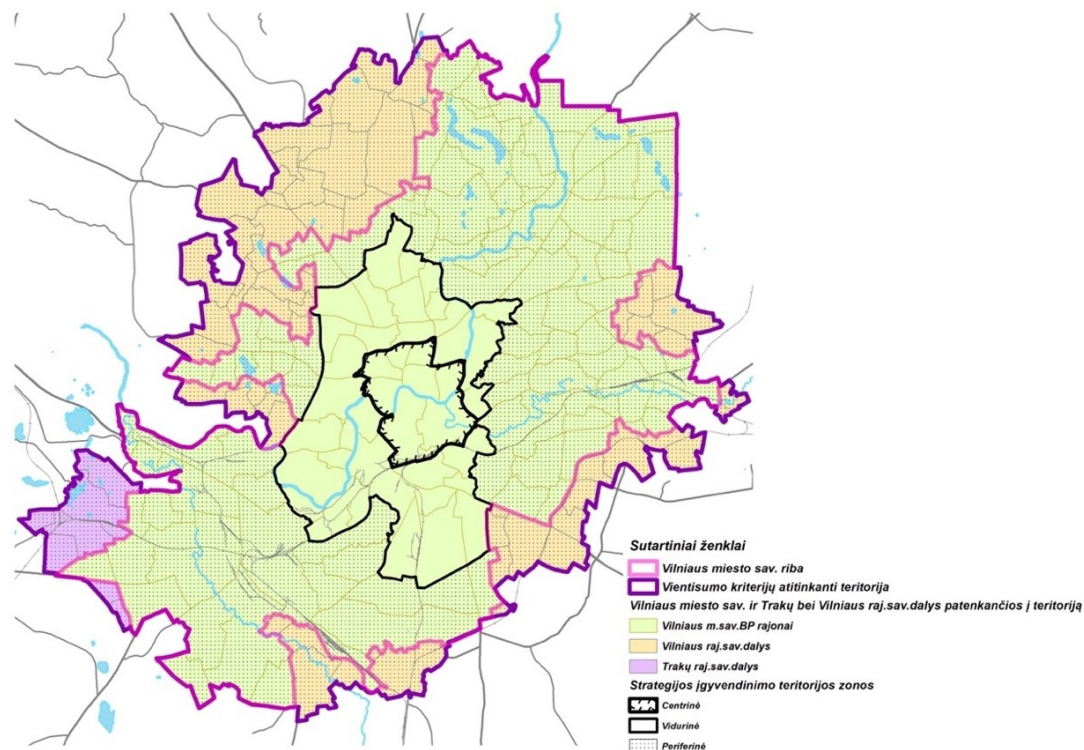 Sutartiniai ženklai
Vilniaus miesto sav. riba
Vientisumo kriterijų atitinkanti teritorija
Vilniaus miesto sav. ir Trakų bei Vilniaus raj.sav.dalys patenkančios į teritoriją
Vilniaus m.sav.BP rajonai
Vilniaus raj.sav.dalys
Trakų raj.sav.dalys
Strategijos įgyvendinimo teritorijos zonos
Centrinė
Vidurinė
Periferinė